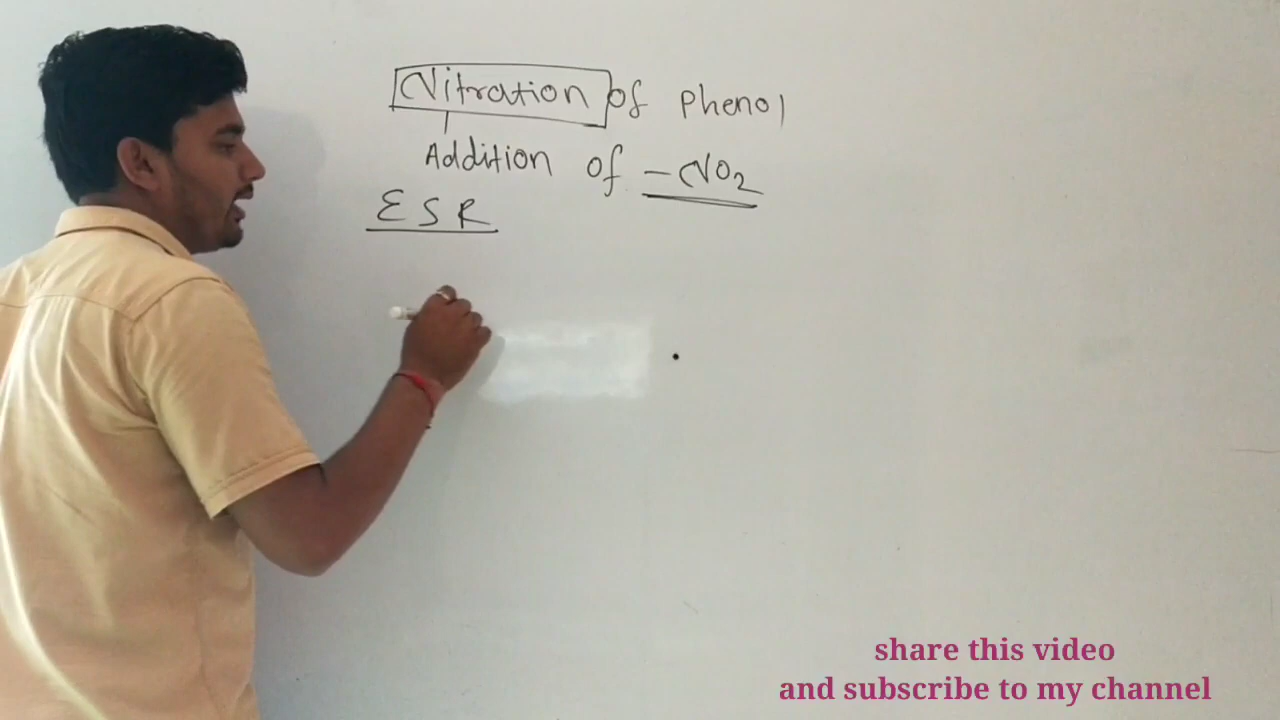 Nitration of Phenol
Addition of -NO2
ESR
share this video
and subscribe to my channel